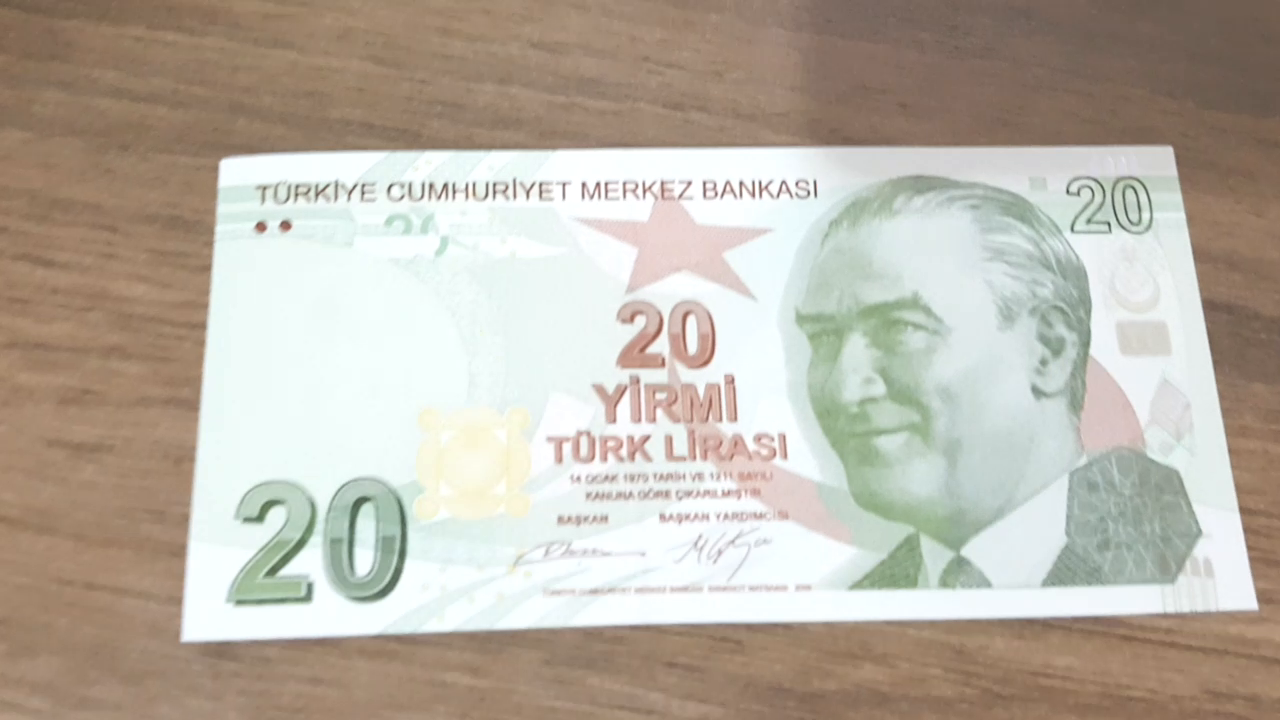 TÜRKİYE CUMHURİYET MERKEZ BANKASI
20
20
20
YİRMİ
TÜRK LİRASI
14 OCAK 1970 TARİH VE 1211 SAYILI
KANUNA GÖRE ÇIKARILMIŞTIR
BAŞKAN BAŞKAN YARDIMCISI
20